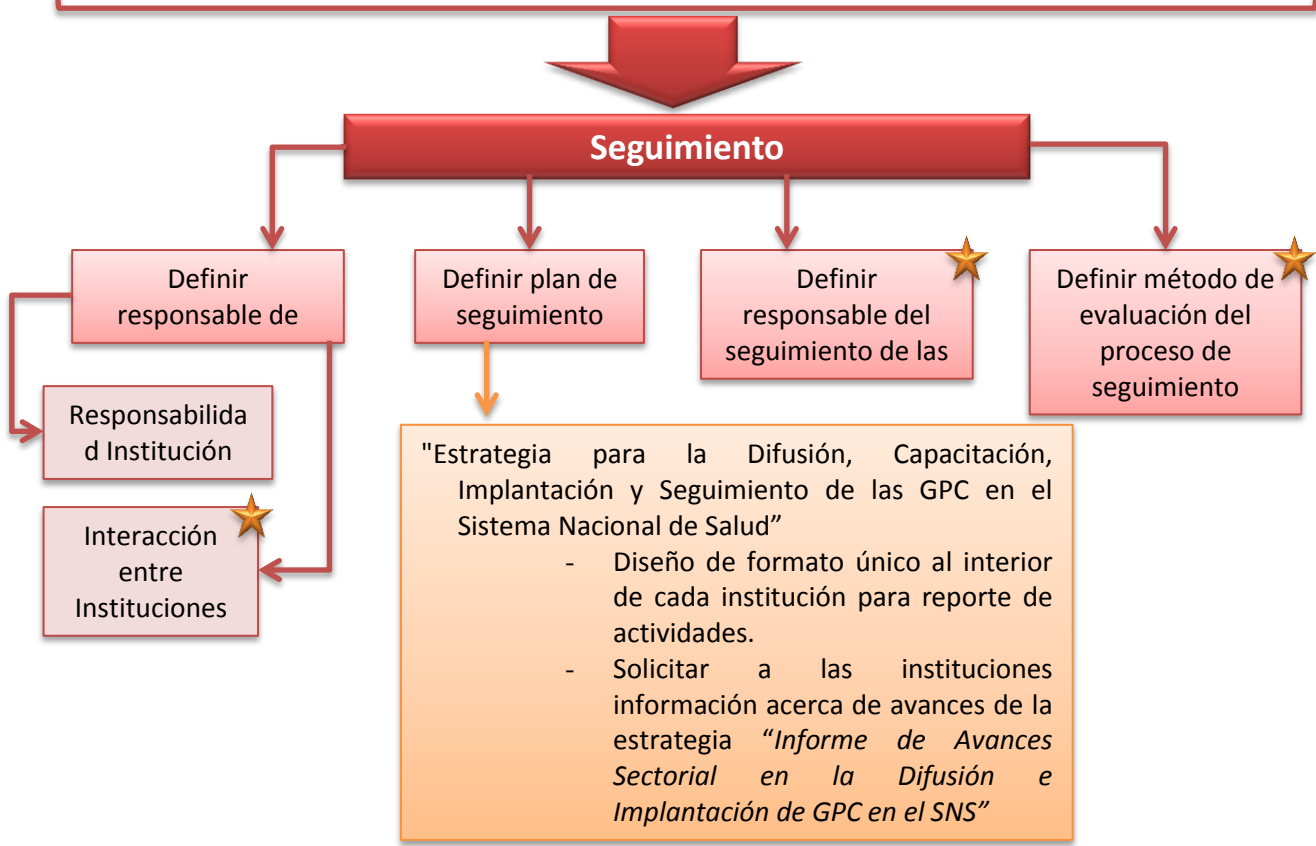 Seguimiento
Definir
responsable de
Definir plan de
seguimiento
Definir
responsable del
seguimiento de las
Definir método de
evaluación del
proceso de
seguimiento
Responsabilida
d Institución
Interacción
entre
Instituciones
"Estrategia para la Difusión, Capacitación,
Implantación y Seguimiento de las GPC en el
Sistema Nacional de Salud”
- Diseño de formato único al interior
de cada institución para reporte de
actividades.
- Solicitar a las instituciones
información acerca de avances de la
estrategia “Informe de Avances
Sectorial en la Difusión e
Implantación de GPC en el SNS”